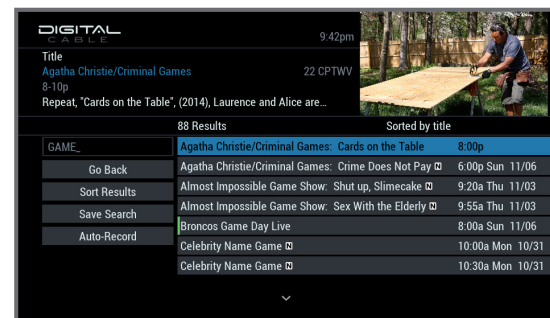 DIGITAL
CABLE
9:42pm
Title
Agatha Christie/Criminal Games 22 CPTWV
8-10p
Repeat, "Cards on the Table", (2014), Laurence and Alice are...
88 Results Sorted by title
GAME_
Go Back
Sort Results
Save Search
Auto-Record
Agatha Christie/Criminal Games: Cards on the Table 8:00p
Agatha Christie/Criminal Games: Crime Does Not Pay N 6:00p Sun 11/06
Almost Impossible Game Show: Shut up, Slimecake N 9:20a Thu 11/03
Almost Impossible Game Show: Sex With the Elderly N 9:55a Thu 11/03
Broncos Game Day Live 8:00a Sun 11/06
Celebrity Name Game N 10:00a Mon 10/31
Celebrity Name Game N 10:30a Mon 10/31